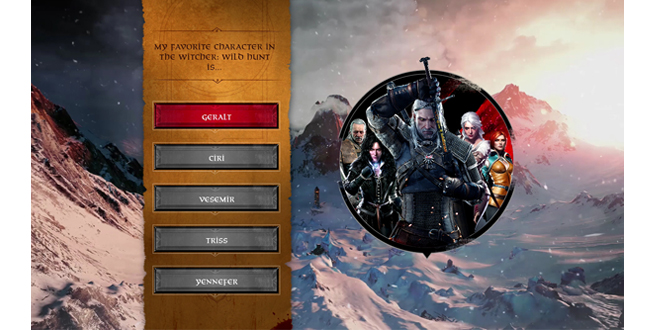 MY FAVORITE CHARACTER IN
THE WITCHER: WILD HUNT
IS...
GERALT
CIRI
VESEMIR
TRISS
YENNEFER